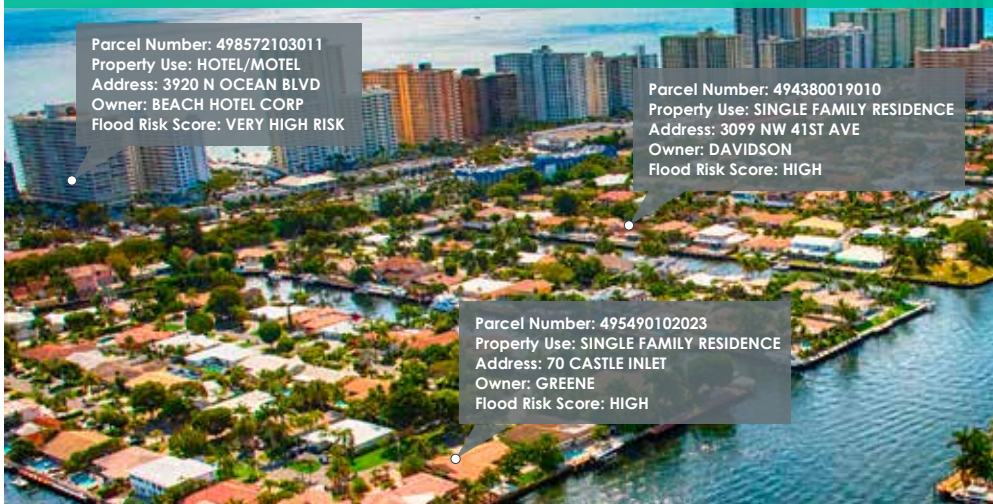 Parcel Number: 498572103011
Property Use: HOTEL/MOTEL
Address: 3920 N OCEAN BLVD
Owner: BEACH HOTEL CORP
Flood Risk Score: VERY HIGH RISK
Parcel Number: 494380019010
Property Use: SINGLE FAMILY RESIDENCE
Address: 3099 NW 41ST AVE
Owner: DAVIDSON
Flood Risk Score: HIGH
Parcel Number: 495490102023
Property Use: SINGLE FAMILY RESIDENCE
Address: 70 CASTLE INLET
Owner: GREENE
Flood Risk Score: HIGH